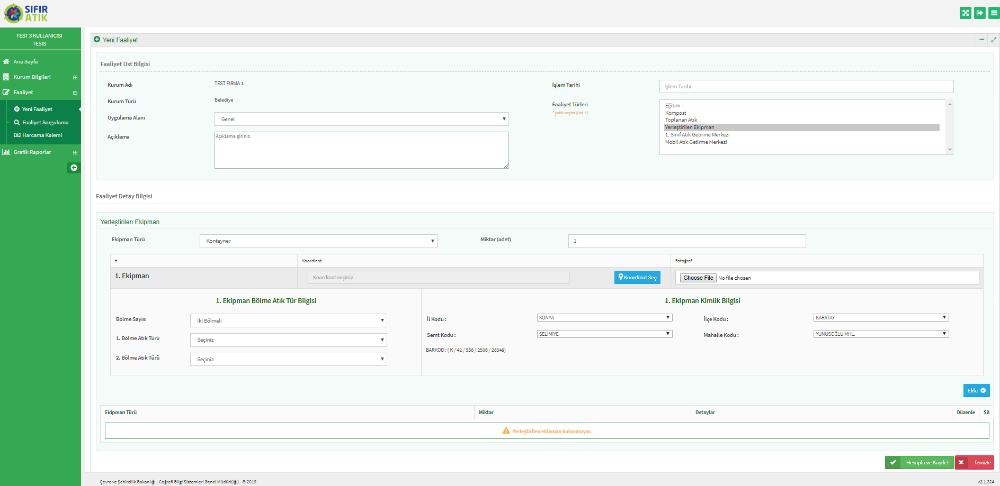 SIFIR
ATIK
TEST 3 KULLANICISI
TESIS
Ana Sayfa
Kurum Bilgileri
Faaliyet
Yeni Faaliyet
Faaliyet Sorgulama
Harcama Kalemi
Grafik Raporlar
Yeni Faaliyet
Faaliyet Üst Bilgisi
Kurum Adı
TEST FIRMA 3
Kurum Türü
Belediye
Uygulama Alanı
Genel
Açıklama
Açıklama giriniz.
İşlem Tarihi
İşlem Tarihi
Faaliyet Türleri
* çoklu seçim (Ctrl +)
Eğitim
Kompost
Toplanan Atık
Yerleştirilen Ekipman
1. Sınıf Atık Getirme Merkezi
Mobil Atık Getirme Merkezi
Faaliyet Detay Bilgisi
Yerleştirilen Ekipman
Ekipman Türü
Konteyner
Miktar (adet)
1
# Koordinat Fotoğraf
1. Ekipman
Koordinat seçiniz.
Koordinat Seç
Choose File No file chosen
1. Ekipman Bölme Atık Tür Bilgisi
Bölme Sayısı
İki Bölmeli
1. Bölme Atık Türü
Seçiniz
2. Bölme Atık Türü
Seçiniz
1. Ekipman Kimlik Bilgisi
İl Kodu :
KONYA
İlçe Kodu :
KARATAY
Semt Kodu :
SELİMİYE
Mahalle Kodu :
YUNUSOĞLU MHL.
BARKOD : ( K / 42 / 556 / 2506 / 28349)
Ekle
Ekipman Türü Miktar Detaylar Düzenle Sil
Yerleştirilen ekipman bulunmuyor.
Hesapla ve Kaydet
Temizle
Çevre ve Şehircilik Bakanlığı - Coğrafi Bilgi Sistemleri Genel Müdürlüğü - © 2019
v2.1.324